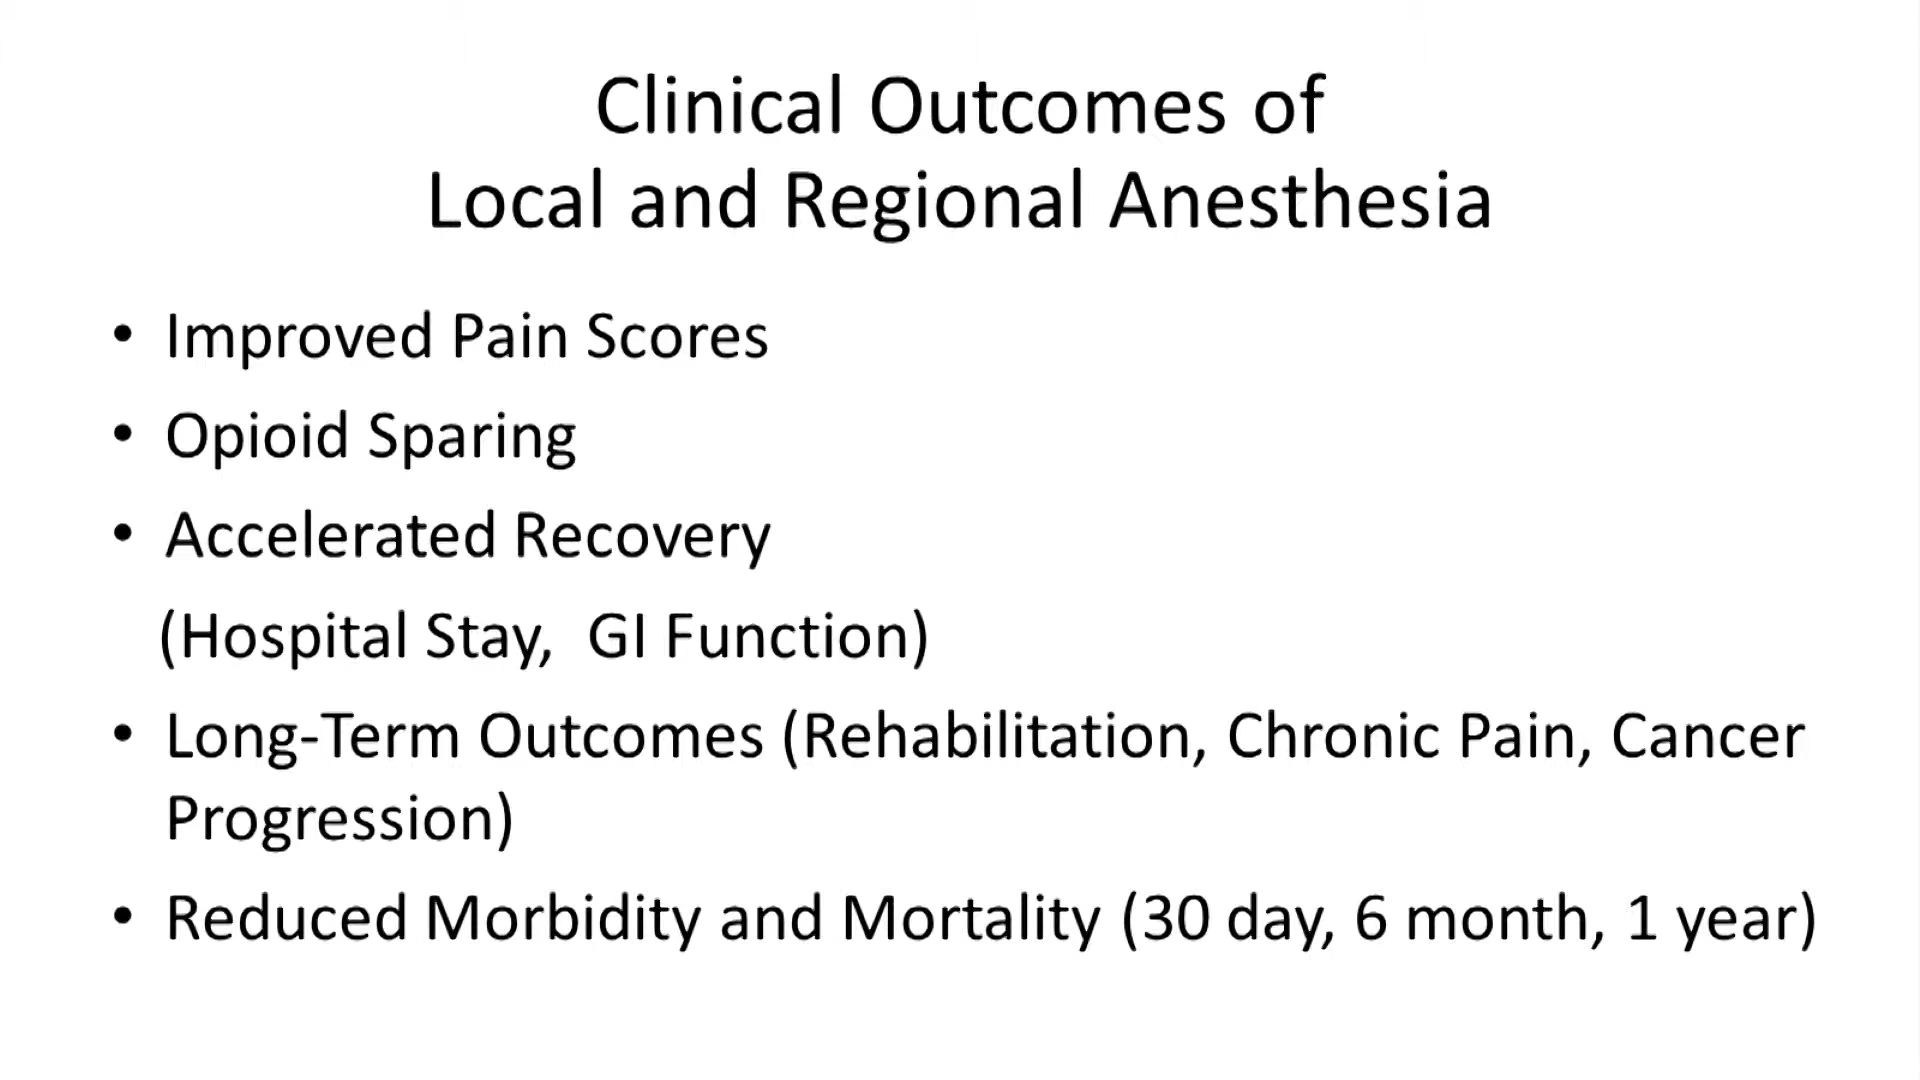 Clinical Outcomes of
Local and Regional Anesthesia
• Improved Pain Scores
• Opioid Sparing
• Accelerated Recovery
(Hospital Stay,  GI Function)
• Long-Term Outcomes (Rehabilitation, Chronic Pain, Cancer
Progression)
• Reduced Morbidity and Mortality (30 day, 6 month, 1 year)